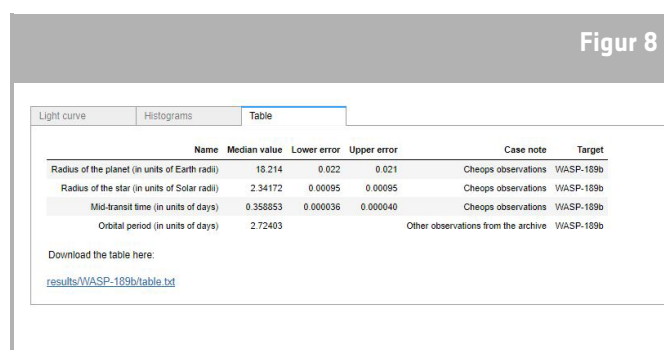 Figur 8
Light curve Histograms Table
Name Median value Lower error Upper error Case note Target
Radius of the planet (in units of Earth radii) 18.214 0.022 0.021 Cheops observations WASP-189b
Radius of the star (in units of Solar radii) 2.34172 0.00095 0.00095 Cheops observations WASP-189b
Mid-transit time (in units of days) 0.358853 0.000036 0.000040 Cheops observations WASP-189b
Orbital period (in units of days) 2.72403 Other observations from the archive WASP-189b
Download the table here:
results/WASP-189b/table.txt